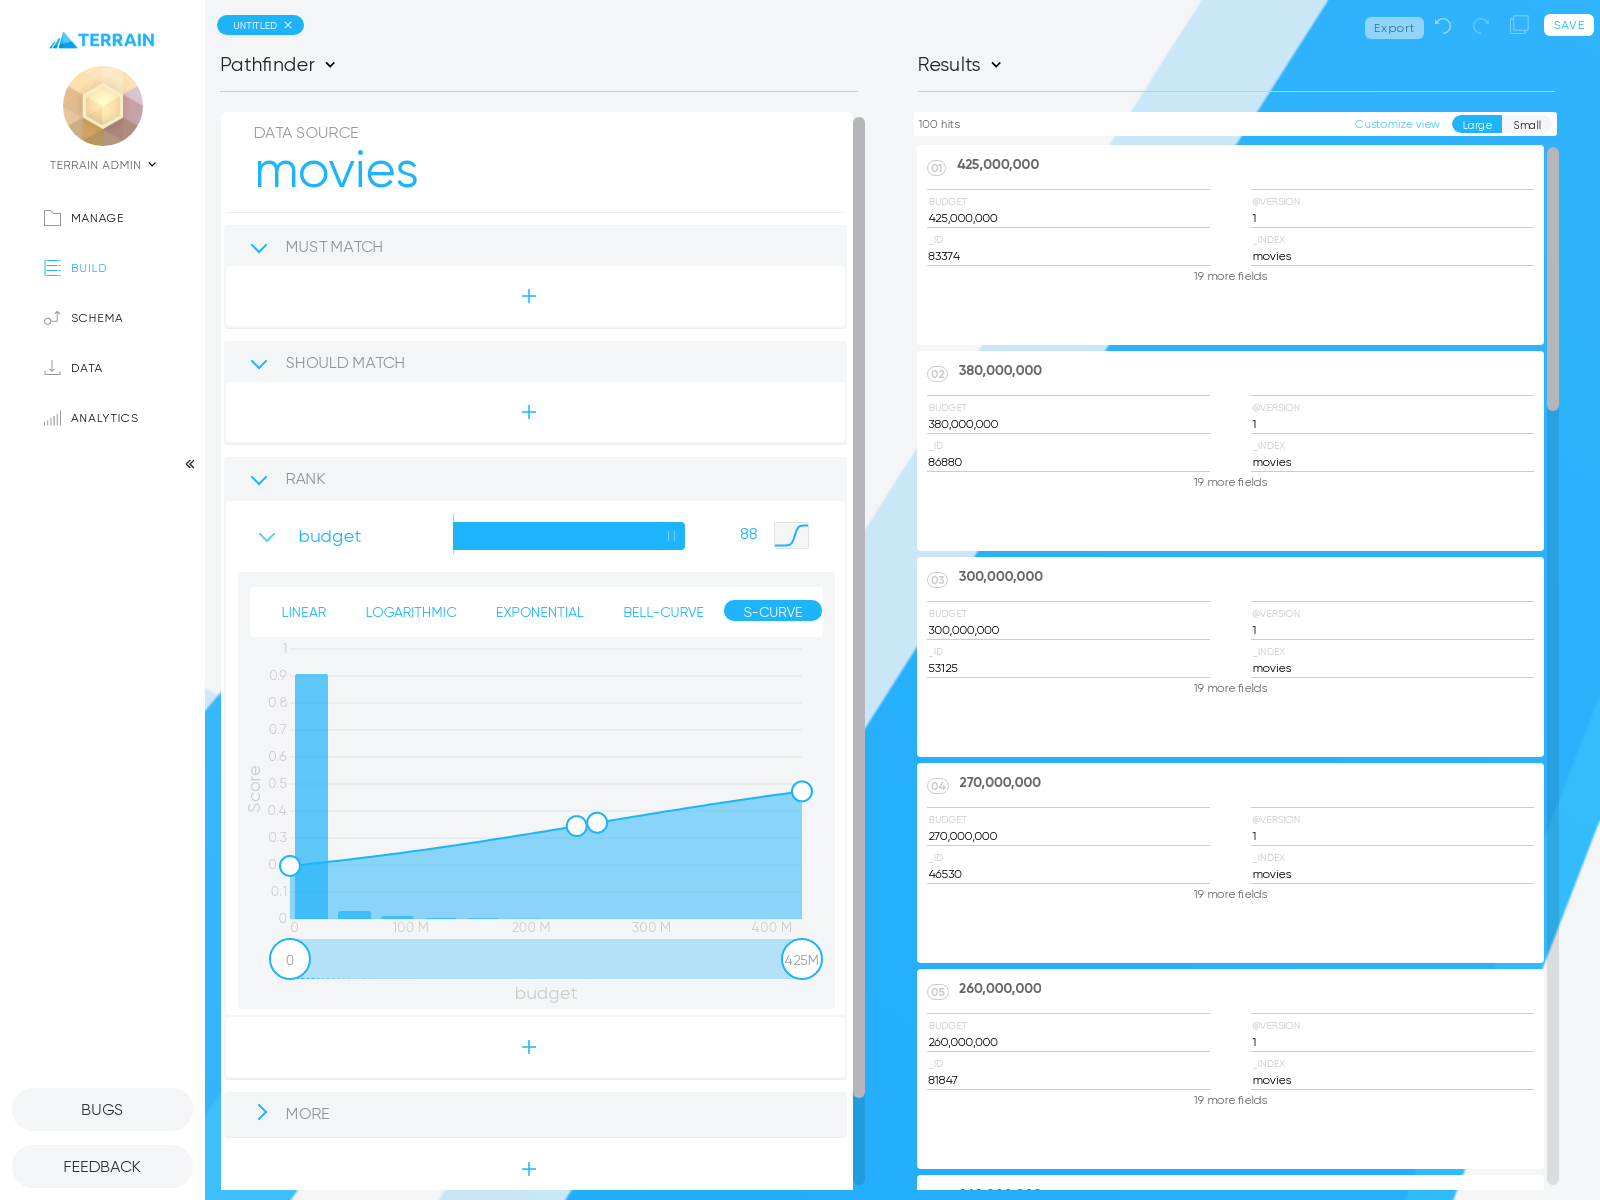 TERRAIN
TERRAIN ADMIN
MANAGE
BUILD
SCHEMA
DATA
ANALYTICS
BUGS
FEEDBACK
UNTITLED
Pathfinder
DATA SOURCE
movies
MUST MATCH
SHOULD MATCH
RANK
budget
88
LINEAR LOGARITHMIC EXPONENTIAL BELL-CURVE S-CURVE
1
0.9
0.8
0.7
0.6
0.5
0.4
0.3
0.
0.1
0
Score
0 100 M 200 M 300 M 400 M
0 425M
budget
MORE
Export SAVE
Results
100 hits Customize view Large Small
01 425,000,000
BUDGET @VERSION
425,000,000 1
_ID _INDEX
83374 movies
19 more fields
02 380,000,000
BUDGET @VERSION
380,000,000 1
_ID _INDEX
86880 movies
19 more fields
03 300,000,000
BUDGET @VERSION
300,000,000 1
_ID _INDEX
53125 movies
19 more fields
04 270,000,000
BUDGET @VERSION
270,000,000 1
_ID _INDEX
46530 movies
19 more fields
05 260,000,000
BUDGET @VERSION
260,000,000 1
_ID _INDEX
81847 movies
19 more fields